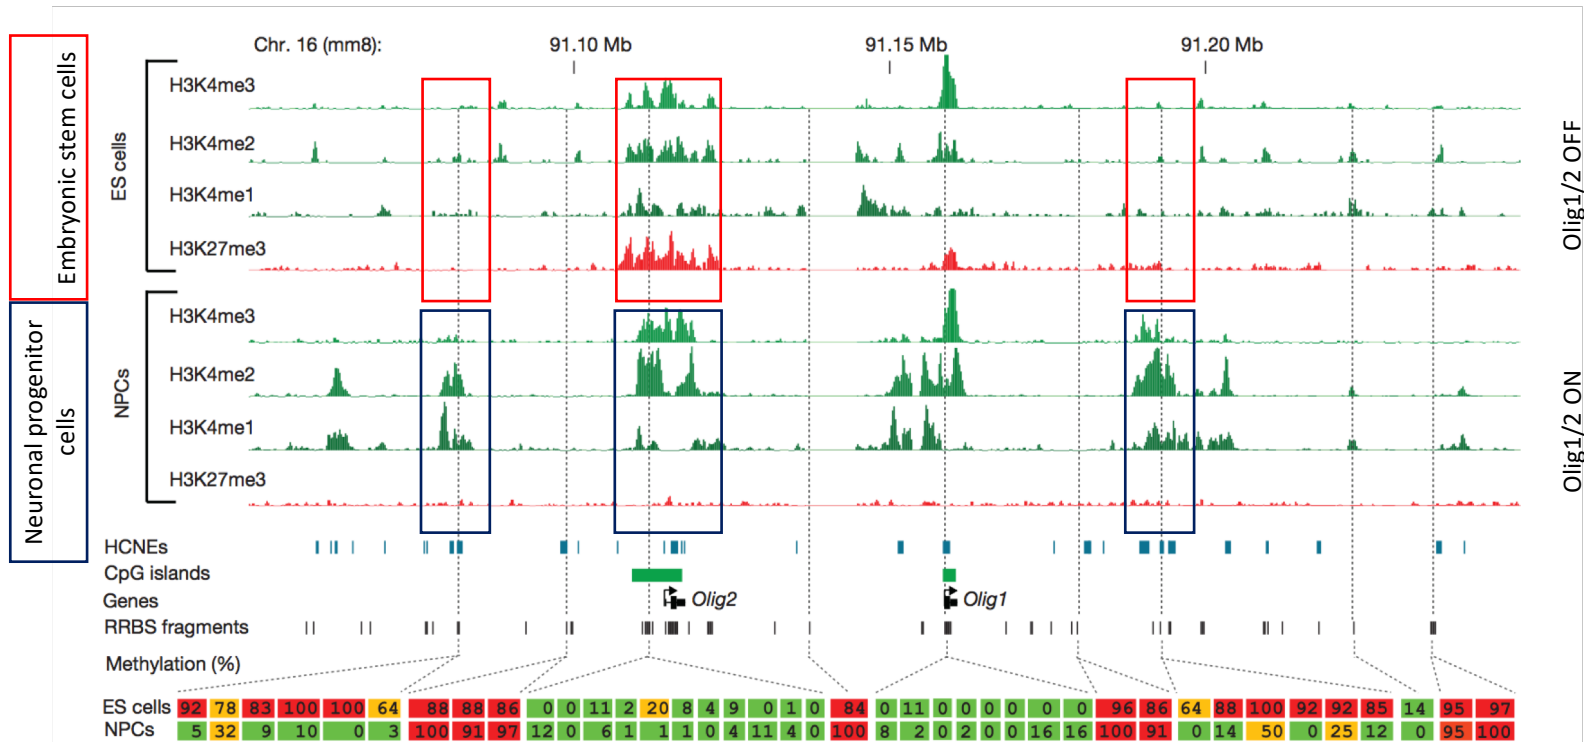 Chr. 16 (mm8): 91.10 Mb 91.15 Mb 91.20 Mb
Embryonic stem cells
ES cells
H3K4me3
H3K4me2
H3K4me1
H3K27me3
Olig1/2 OFF
Neuronal progenitor
cells
NPCs
H3K4me3
H3K4me2
H3K4me1
H3K27me3
Olig1/2 ON
HCNEs
CpG islands
Genes Olig2 Olig1
RRBS fragments
Methylation (%)
ES cells 92 78 83 100 100 64 88 88 86 0 0 11 2 20 8 4 9 0 1 0 84 0 11 0 0 0 0 0 96 86 64 88 100 92 92 85 14 95 97
NPCs 5 32 9 10 0 3 100 91 97 12 0 6 1 1 1 0 4 11 4 0 100 8 2 0 2 0 16 16 100 91 0 14 50 0 25 12 0 95 100